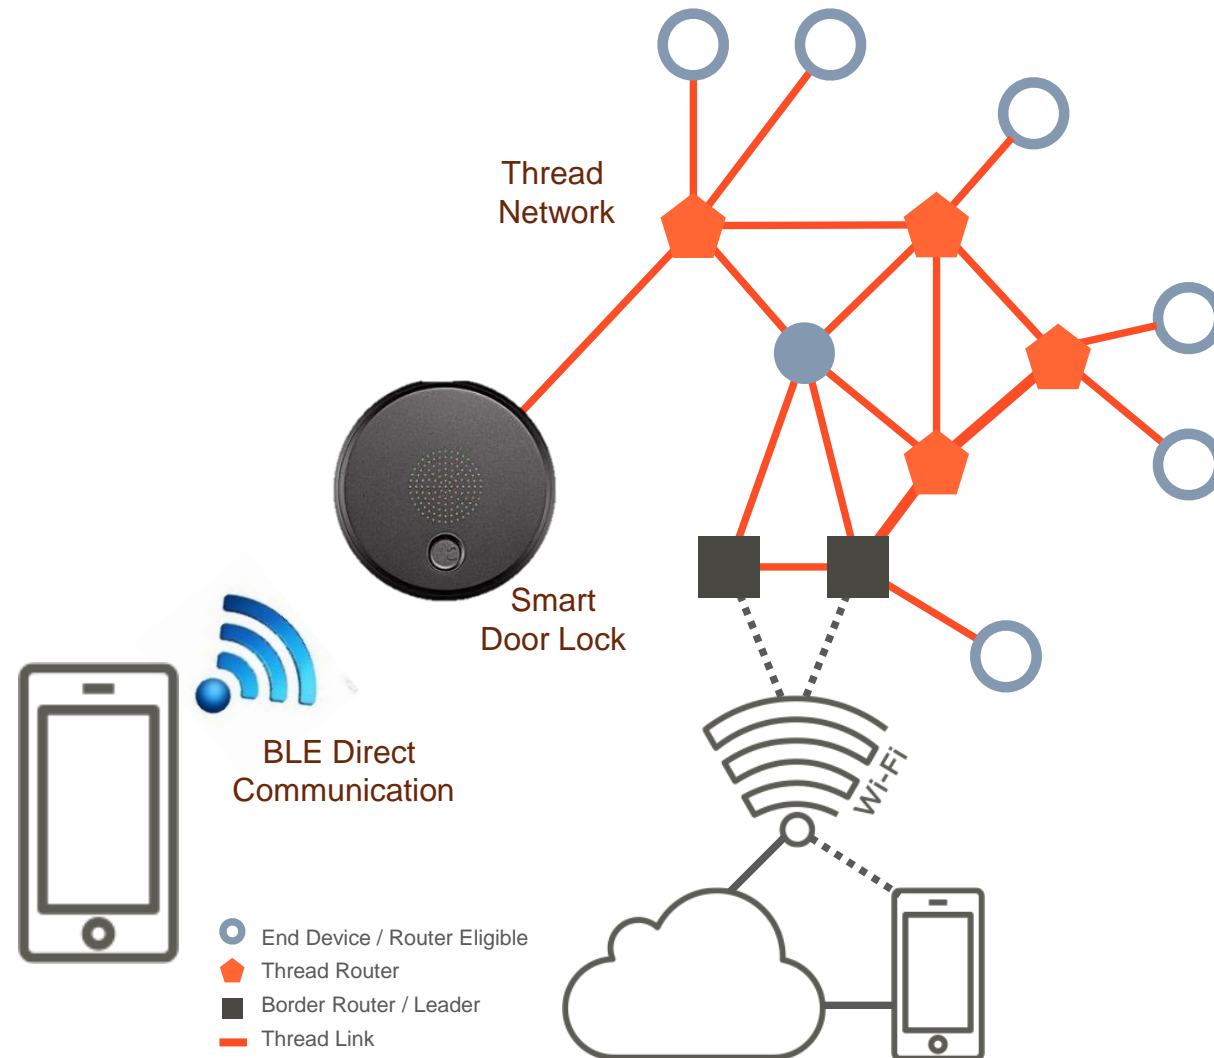 Thread
Network
Smart
Door Lock
BLE Direct
Communication
Wi-Fi
End Device / Router Eligible
Thread Router
Border Router / Leader
Thread Link